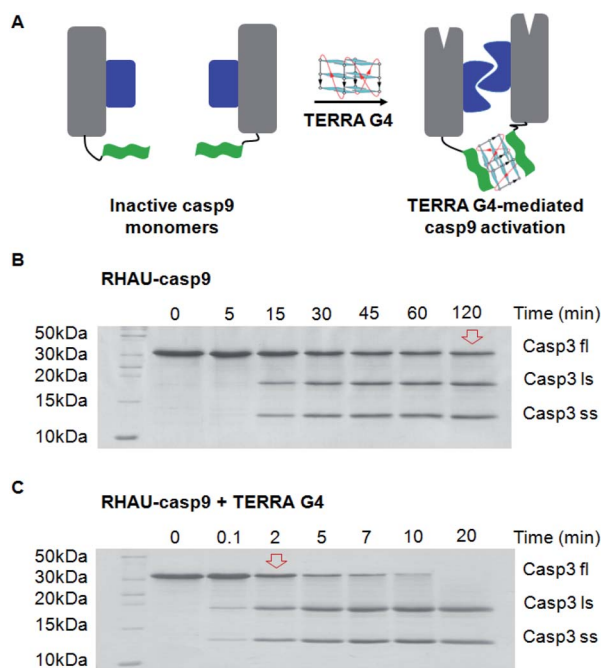 A
TERRA G4
Inactive casp9
monomers
TERRA G4-mediated
casp9 activation
B
RHAU-casp9
0 5 15 30 45 60 120 Time (min)
50kDa
30kDa
20kDa
15kDa
10kDa
Casp3 fl
Casp3 ls
Casp3 ss
C
RHAU-casp9 + TERRA G4
0 0.1 2 5 7 10 20 Time (min)
50kDa
30kDa
20kDa
15kDa
10kDa
Casp3 fl
Casp3 ls
Casp3 ss